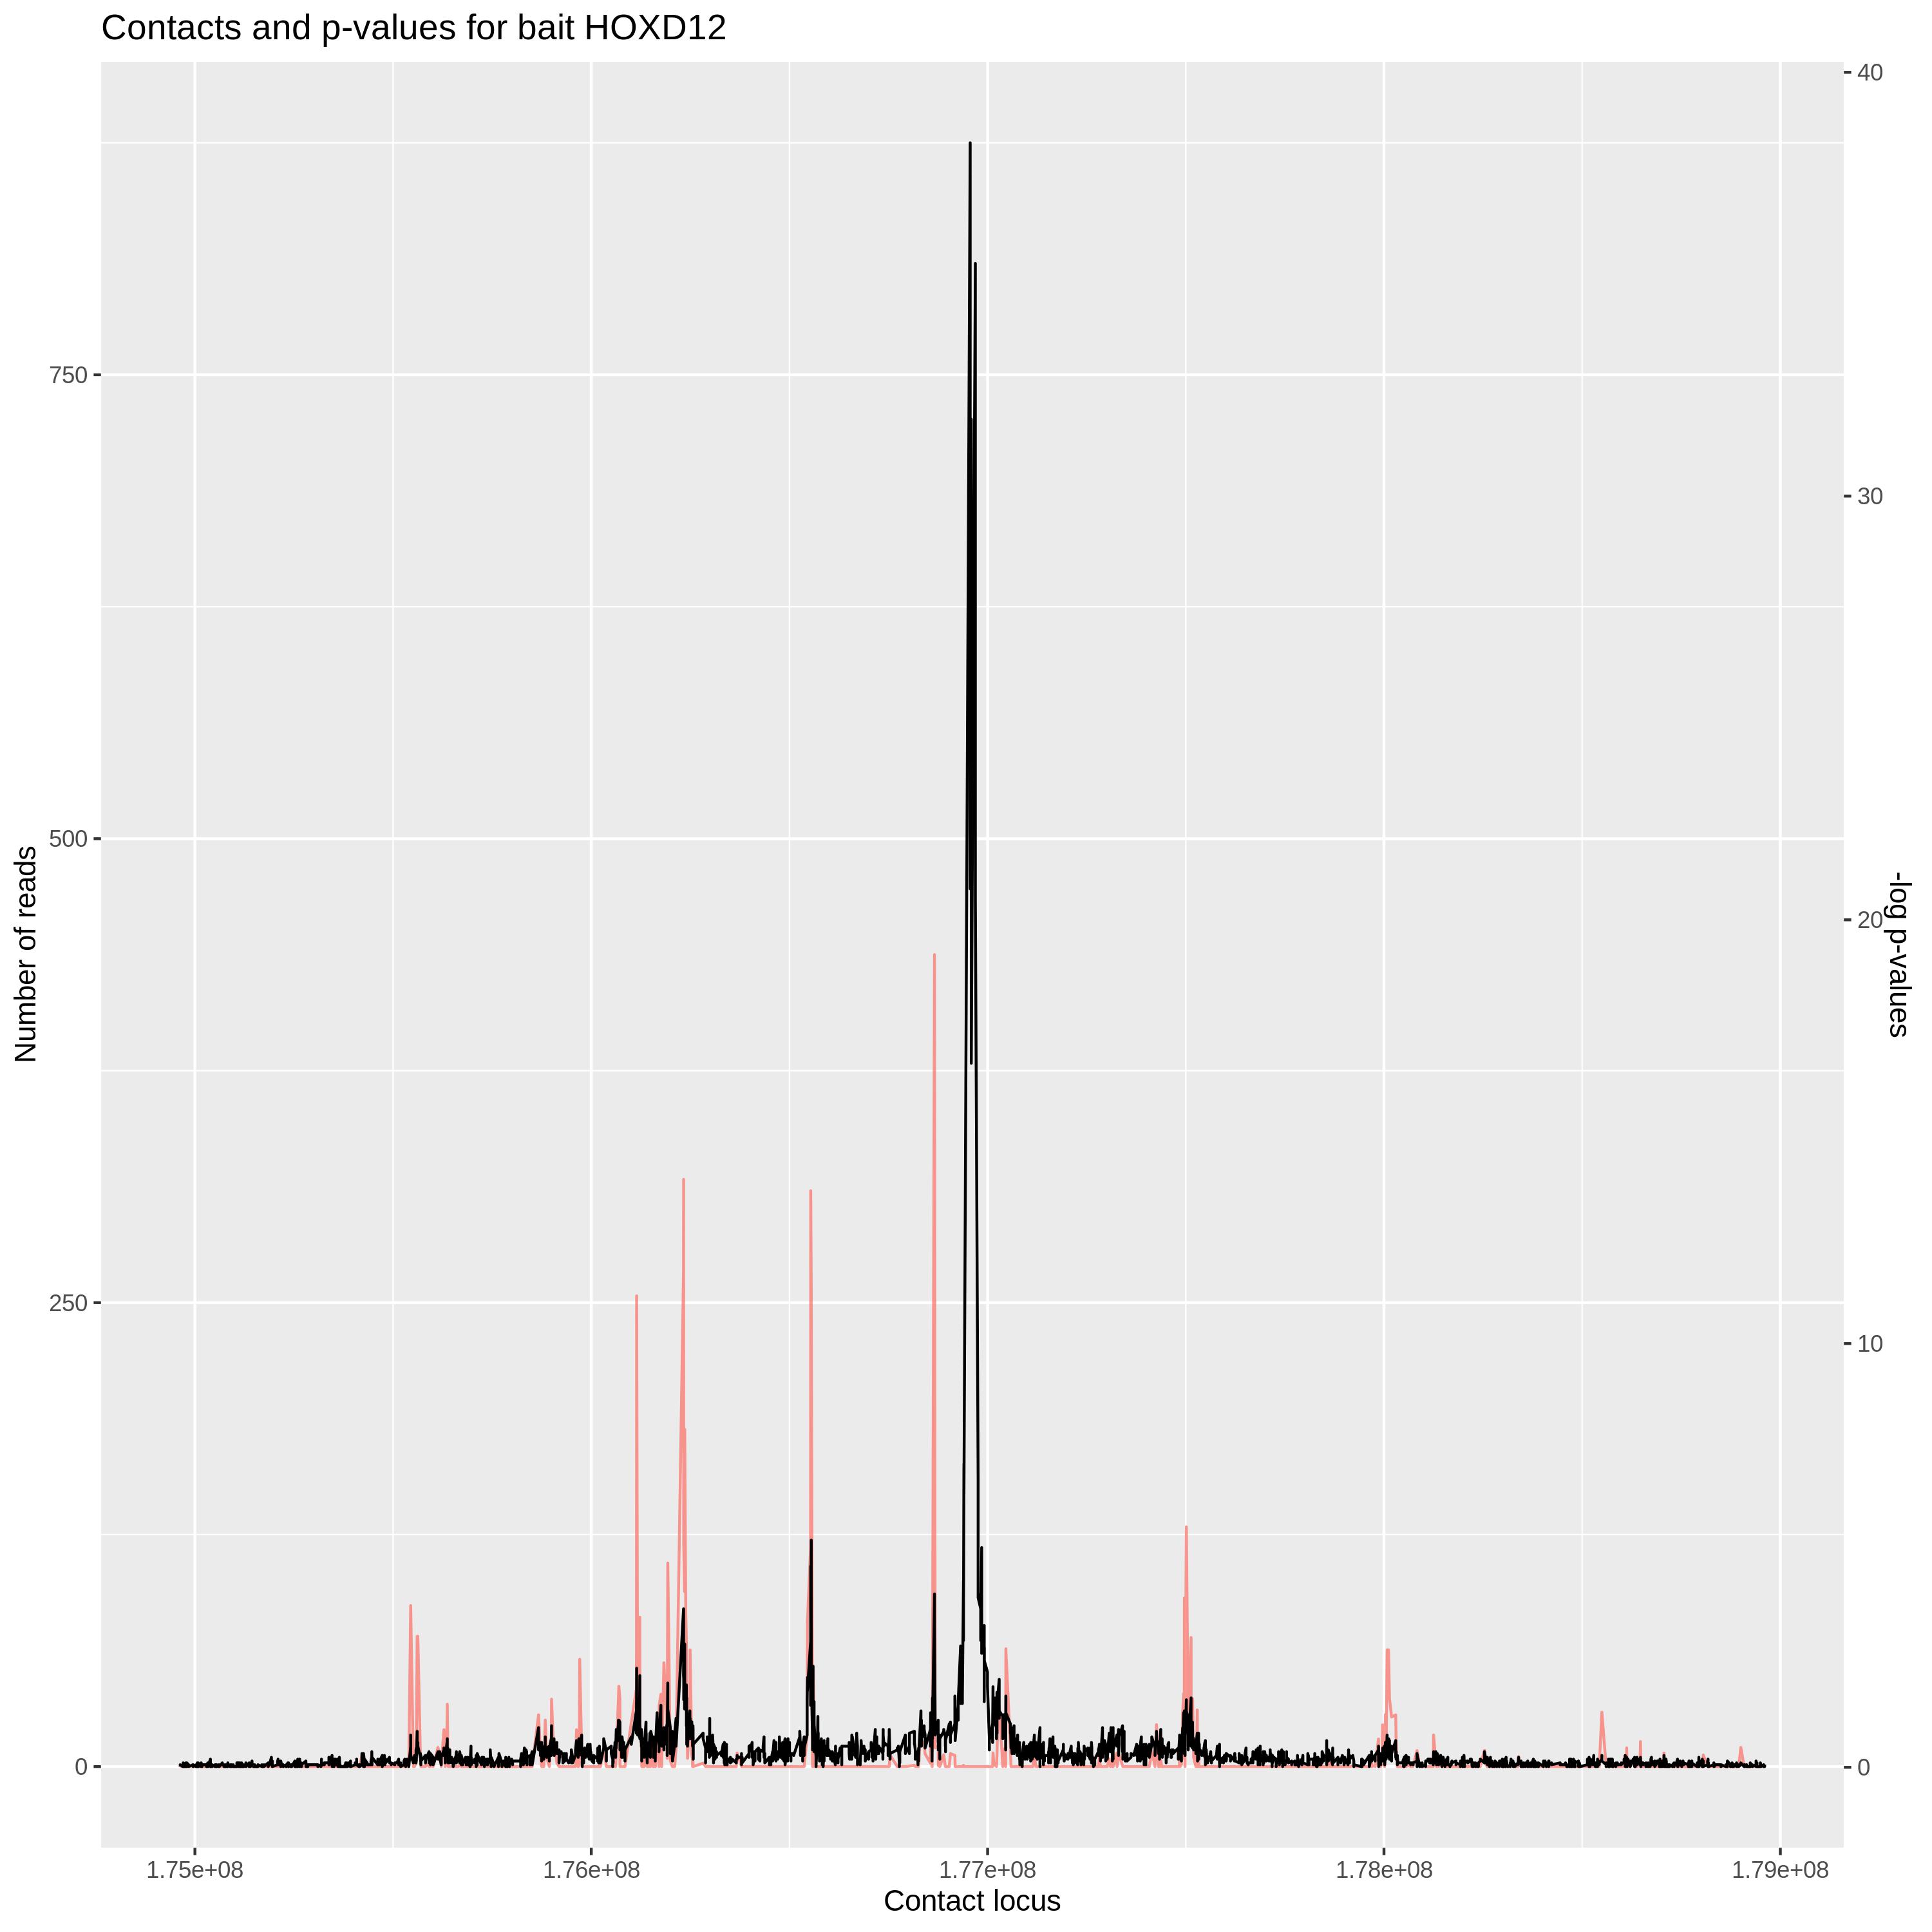 Contacts and p-values for bait HOXD12
40
750
30
500
20
250
10
0
0
Number of reads
-log p-values
1.75e+08
1.76e+08
1.77e+08
1.78e+08
1.79e+08
Contact locus